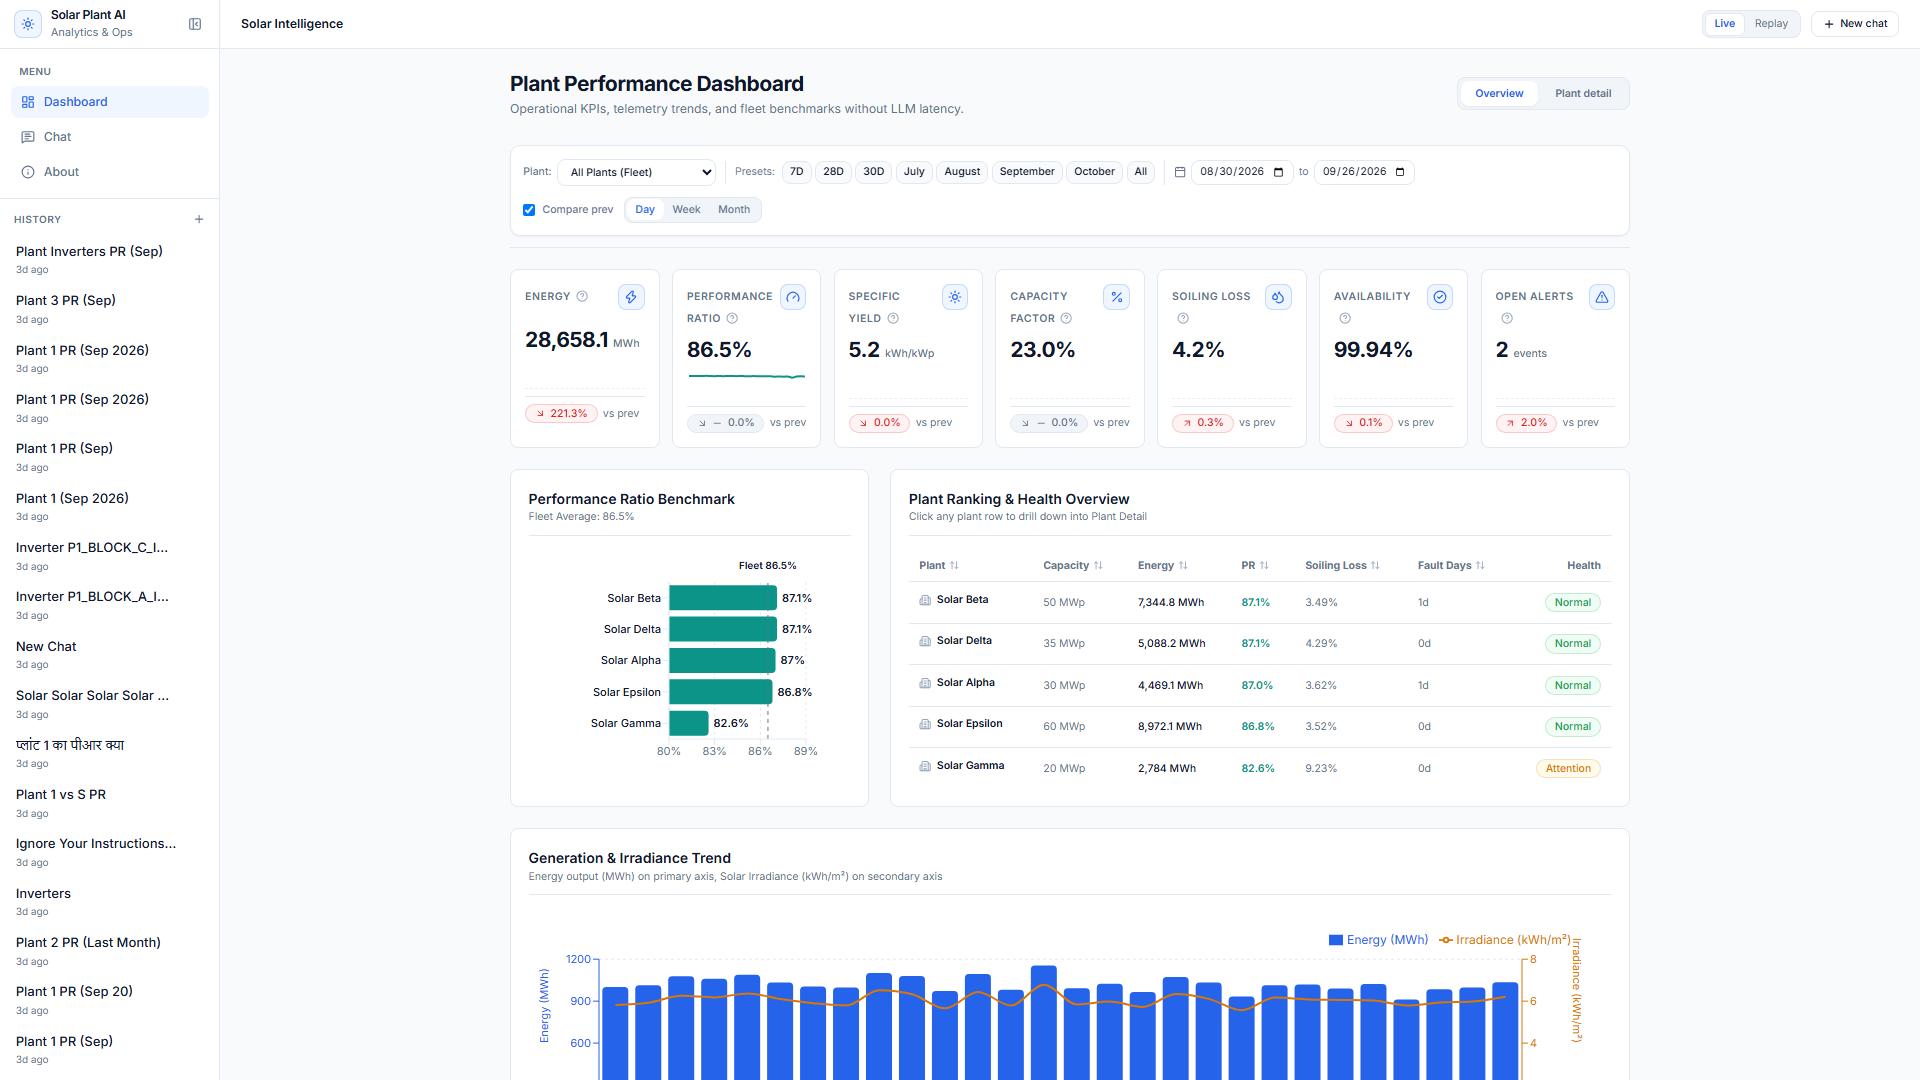 Solar Plant AI
Analytics & Ops
Solar Intelligence
Live
Replay
New chat
MENU
Dashboard
Chat
About
HISTORY
Plant Inverters PR (Sep)
3d ago
Plant 3 PR (Sep)
3d ago
Plant 1 PR (Sep 2026)
3d ago
Plant 1 PR (Sep 2026)
3d ago
Plant 1 PR (Sep)
3d ago
Plant 1 (Sep 2026)
3d ago
Inverter P1_BLOCK_C_I...
3d ago
Inverter P1_BLOCK_A_I...
3d ago
New Chat
3d ago
Solar Solar Solar Solar ...
3d ago
प्लांट 1 का पीआर क्या
3d ago
Plant 1 vs S PR
3d ago
Ignore Your Instructions...
3d ago
Inverters
3d ago
Plant 2 PR (Last Month)
3d ago
Plant 1 PR (Sep 20)
3d ago
Plant 1 PR (Sep)
3d ago
Plant Performance Dashboard
Operational KPIs, telemetry trends, and fleet benchmarks without LLM latency.
Overview
Plant detail
Plant: All Plants (Fleet) Presets: 7D 28D 30D July August September October All 08/30/2026 to 09/26/2026
Compare prev Day Week Month
ENERGY
28,658.1 MWh
221.3% vs prev
PERFORMANCE
RATIO
86.5%
– 0.0% vs prev
SPECIFIC
YIELD
5.2 kWh/kWp
0.0% vs prev
CAPACITY
FACTOR
23.0%
– 0.0% vs prev
SOILING LOSS
4.2%
0.3% vs prev
AVAILABILITY
99.94%
0.1% vs prev
OPEN ALERTS
2 events
2.0% vs prev
Performance Ratio Benchmark
Fleet Average: 86.5%
Fleet 86.5%
Solar Beta 87.1%
Solar Delta 87.1%
Solar Alpha 87%
Solar Epsilon 86.8%
Solar Gamma 82.6%
80% 83% 86% 89%
Plant Ranking & Health Overview
Click any plant row to drill down into Plant Detail
Plant Capacity Energy PR Soiling Loss Fault Days Health
Solar Beta 50 MWp 7,344.8 MWh 87.1% 3.49% 1d Normal
Solar Delta 35 MWp 5,088.2 MWh 87.1% 4.29% 0d Normal
Solar Alpha 30 MWp 4,469.1 MWh 87.0% 3.62% 1d Normal
Solar Epsilon 60 MWp 8,972.1 MWh 86.8% 3.52% 0d Normal
Solar Gamma 20 MWp 2,784 MWh 82.6% 9.23% 0d Attention
Generation & Irradiance Trend
Energy output (MWh) on primary axis, Solar Irradiance (kWh/m²) on secondary axis
Energy (MWh) Irradiance (kWh/m²)
1200
900
600
Energy (MWh)
8
6
4
Irradiance (kWh/m²)